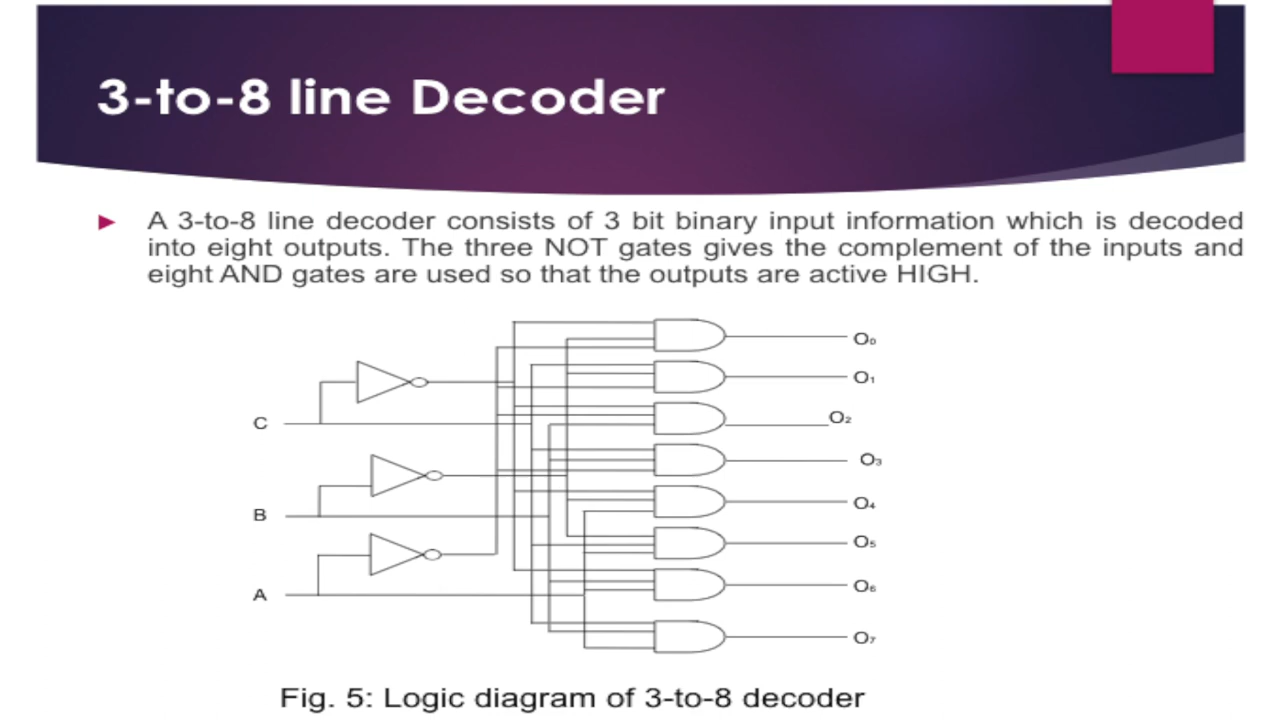 3-to-8 line Decoder
A 3-to-8 line decoder consists of 3 bit binary input information which is decoded
into eight outputs. The three NOT gates gives the complement of the inputs and
eight AND gates are used so that the outputs are active HIGH.
O₀
O₁
C
O₂
O₃
O₄
B
O₅
O₆
A
O₇
Fig. 5: Logic diagram of 3-to-8 decoder